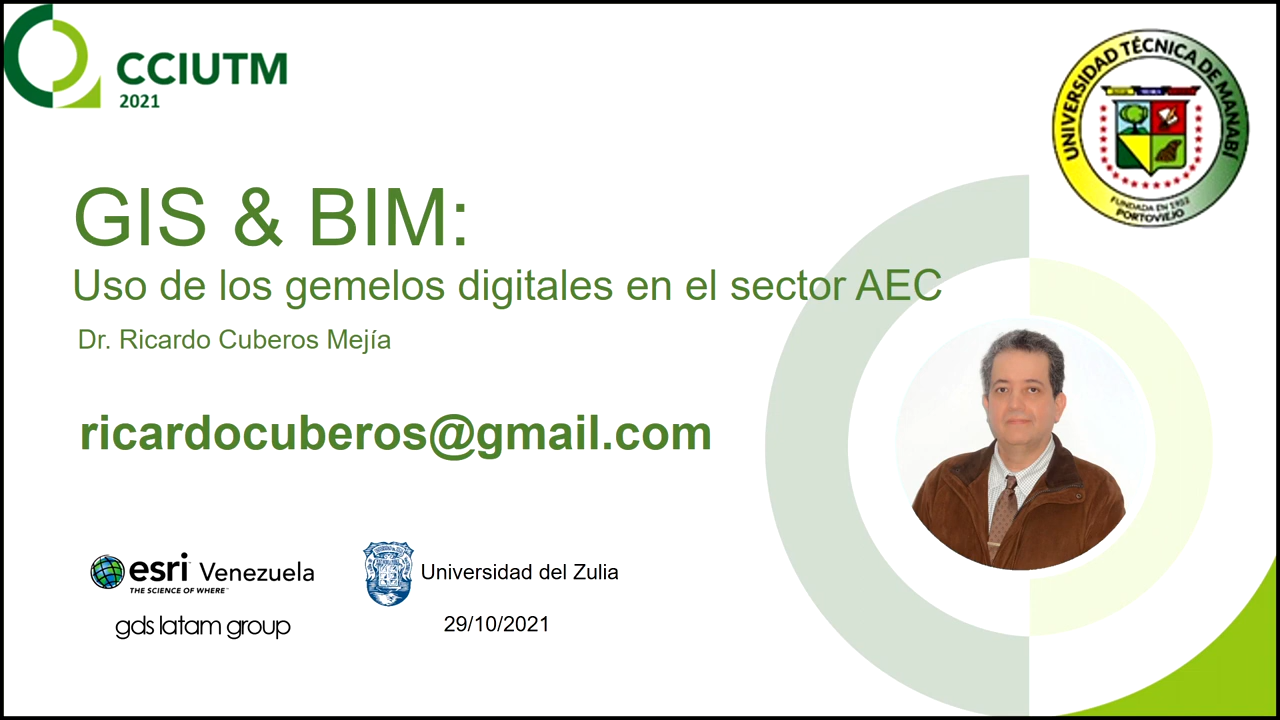 CCIUTM
2021
UNIVERSIDAD TÉCNICA DE MANABÍ
FUNDADA EN 1952
PORTOVIEJO
GIS & BIM:
Uso de los gemelos digitales en el sector AEC
Dr. Ricardo Cuberos Mejía
ricardocuberos@gmail.com
esri Venezuela
THE SCIENCE OF WHERE™
Universidad del Zulia
gds latam group
29/10/2021